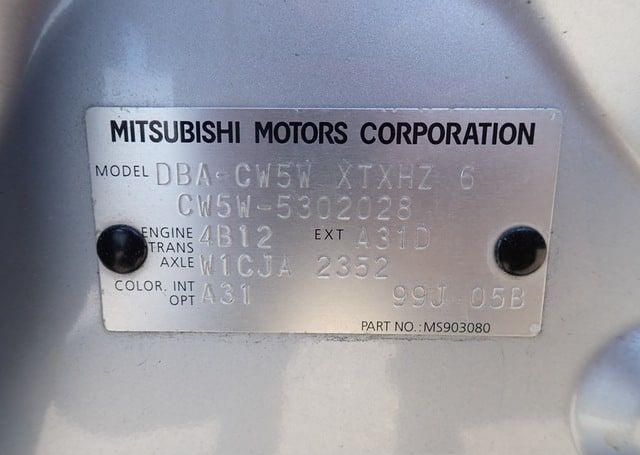 MITSUBISHI MOTORS CORPORATION
MODEL DBA-CW5W XTXHZ 6
CW5W-5302028
ENGINE 4B12 EXT A31D
TRANS
AXLE W1CJA 2352
COLOR. INT
OPT A31 99J 05B
PART NO.:MS903080